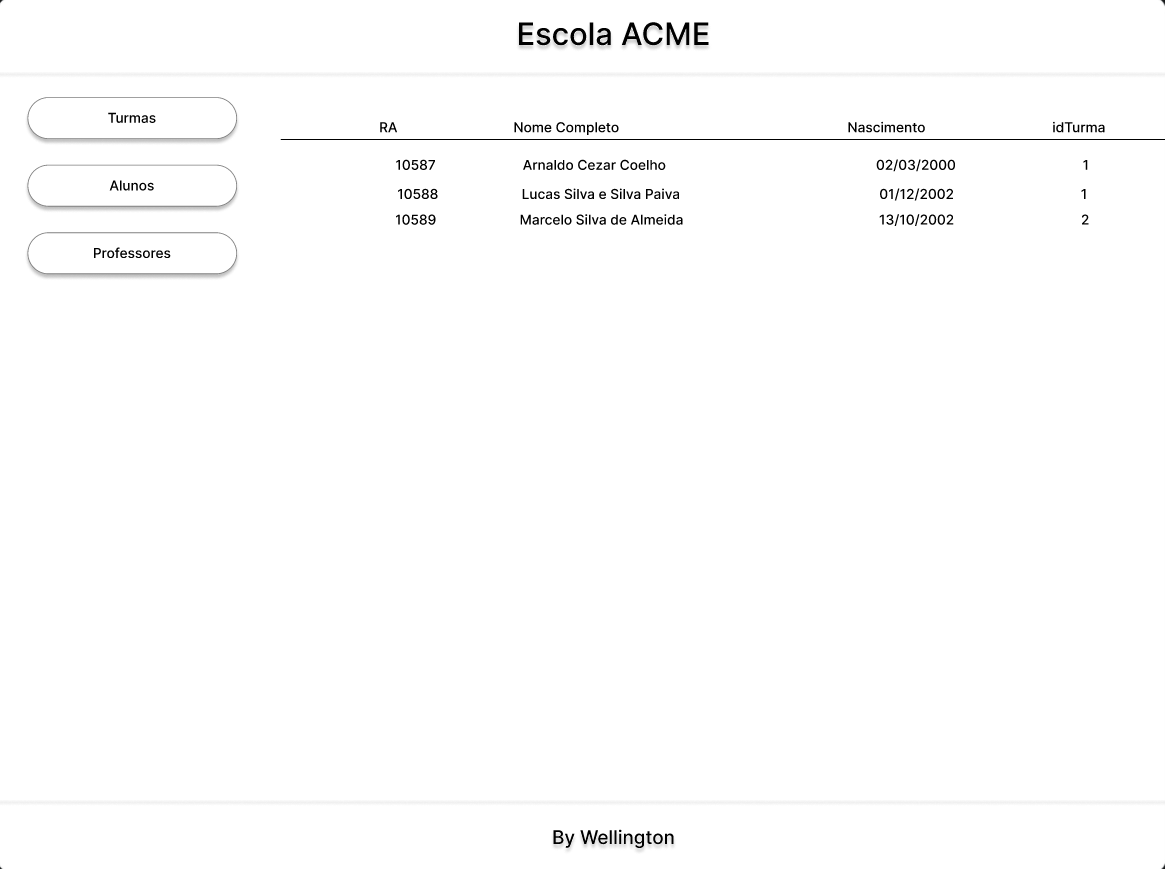 Escola ACME
Turmas
Alunos
Professores
RA Nome Completo Nascimento idTurma
10587 Arnaldo Cezar Coelho 02/03/2000 1
10588 Lucas Silva e Silva Paiva 01/12/2002 1
10589 Marcelo Silva de Almeida 13/10/2002 2
By Wellington